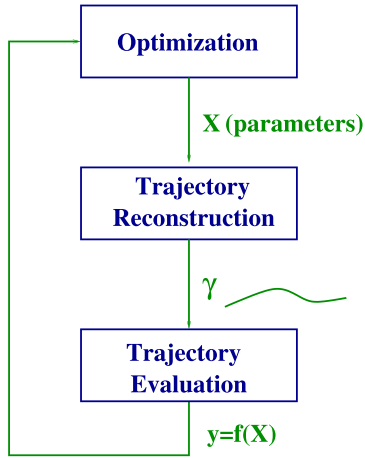 Optimization
X (parameters)
Trajectory
Reconstruction
γ
Trajectory
Evaluation
y=f(X)